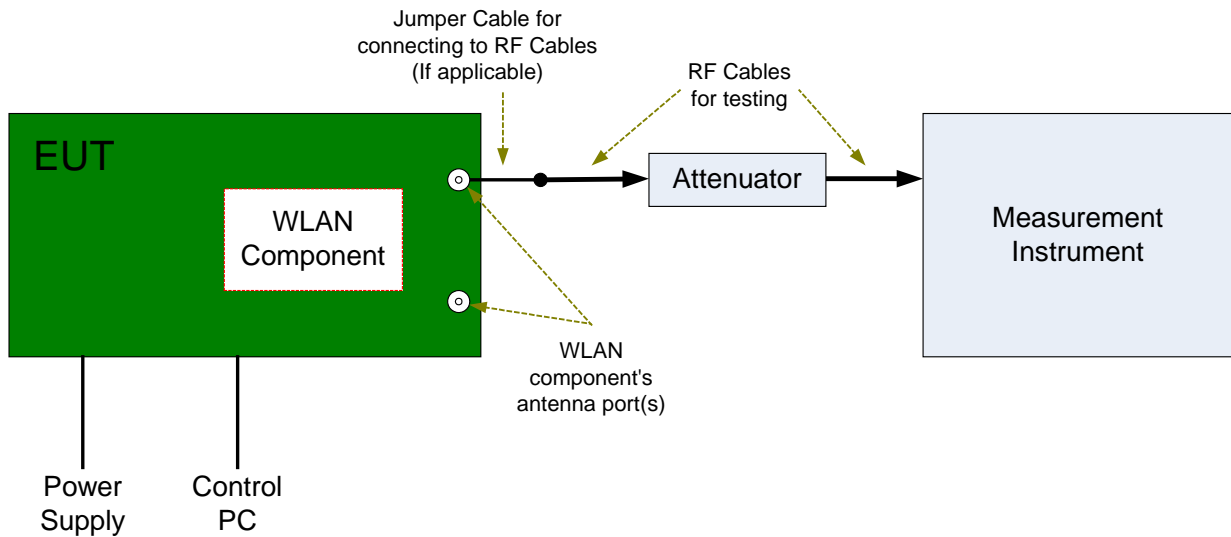 Jumper Cable for
connecting to RF Cables
(If applicable)
RF Cables
for testing
EUT
WLAN
Component
Attenuator
Measurement
Instrument
WLAN
component's
antenna port(s)
Power
Supply
Control
PC